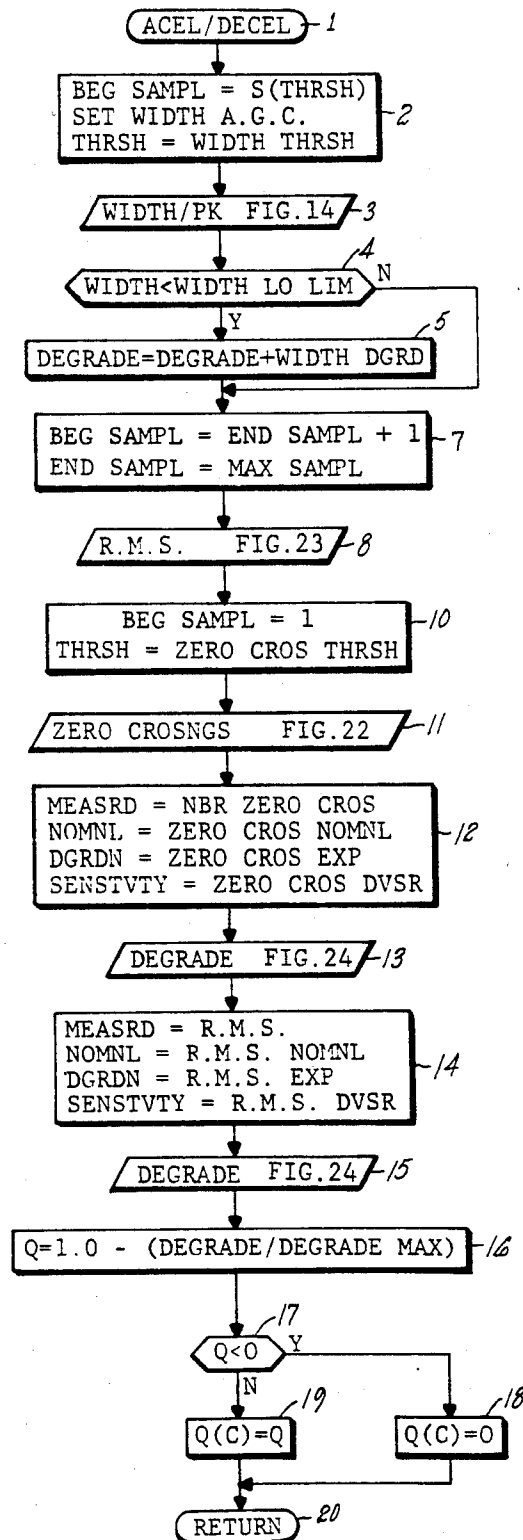 ACEL/DECEL 1
BEG SAMPL = S(THRSH)
SET WIDTH A.G.C.
THRSH = WIDTH THRSH
2
WIDTH/PK FIG.14 3
4
WIDTH<WIDTH LO LIM N
Y
5
DEGRADE=DEGRADE+WIDTH DGRD
BEG SAMPL = END SAMPL + 1
END SAMPL = MAX SAMPL
7
R.M.S. FIG.23 8
BEG SAMPL = 1
THRSH = ZERO CROS THRSH
10
ZERO CROSNGS FIG.22 11
MEASRD = NBR ZERO CROS
NOMNL = ZERO CROS NOMNL
DGRDN = ZERO CROS EXP
SENSTVTY = ZERO CROS DVSR
12
DEGRADE FIG.24 13
MEASRD = R.M.S.
NOMNL = R.M.S. NOMNL
DGRDN = R.M.S. EXP
SENSTVTY = R.M.S. DVSR
14
DEGRADE FIG.24 15
Q=1.0 - (DEGRADE/DEGRADE MAX) 16
17
Q<0 Y
N
19
18
Q(C)=Q
Q(C)=0
RETURN 20